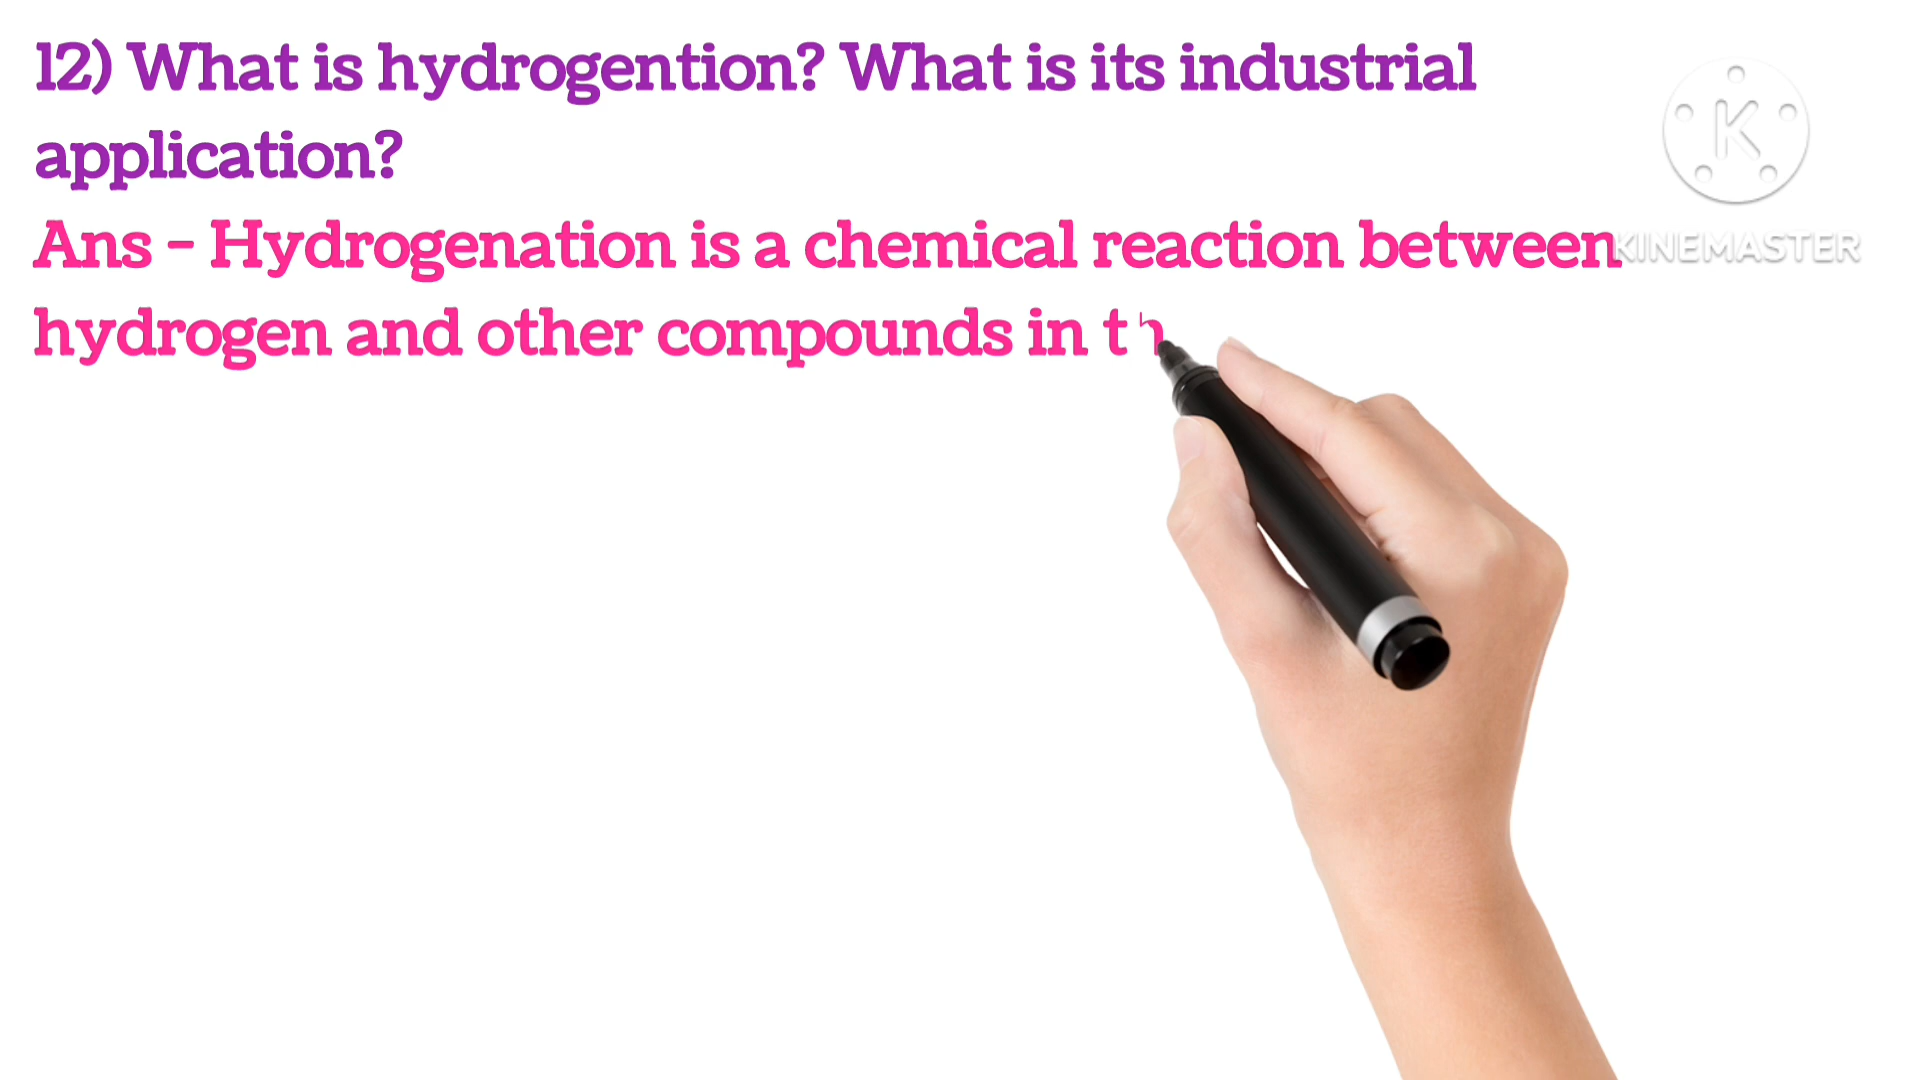 12) What is hydrogention? What is its industrial
application?
Ans - Hydrogenation is a chemical reaction between
hydrogen and other compounds in t
K
KINEMASTER